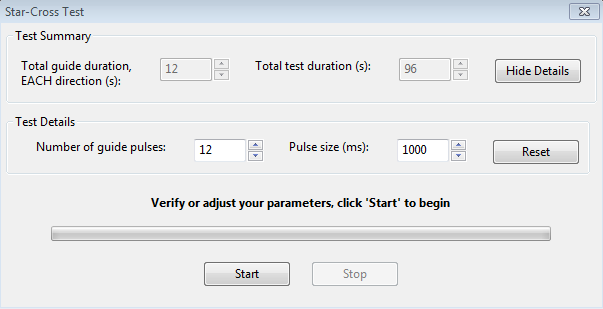 Star-Cross Test
Test Summary
Total guide duration, EACH direction (s): 12 Total test duration (s): 96 Hide Details
Test Details
Number of guide pulses: 12 Pulse size (ms): 1000 Reset
Verify or adjust your parameters, click 'Start' to begin
Start Stop